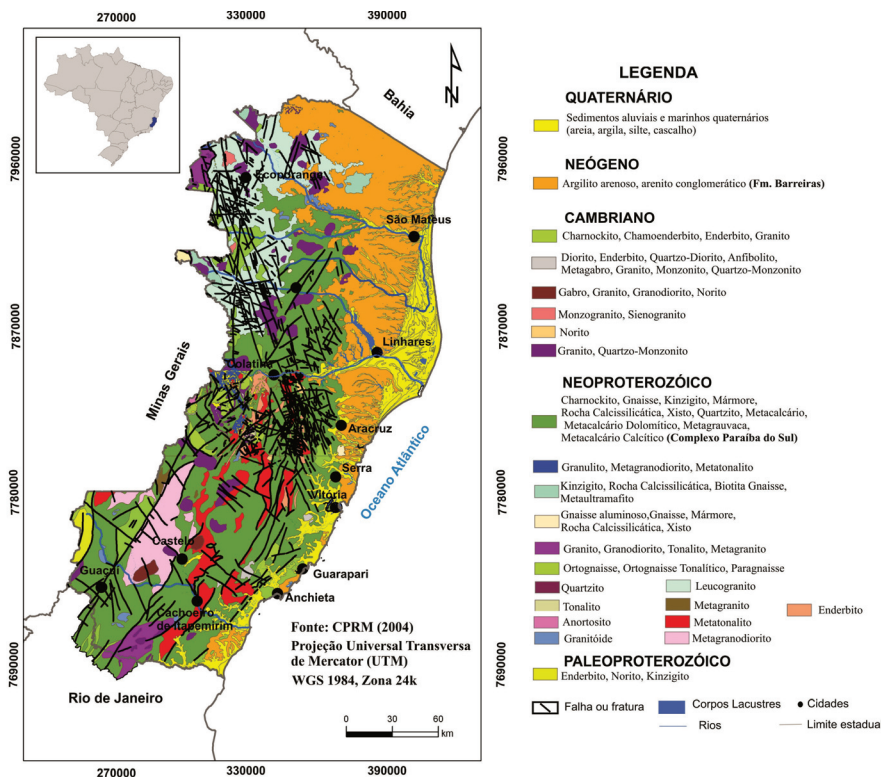 270000
330000
390000
7960000
7870000
7780000
7690000
Bahia
N
Ecoporanga
São Mateus
Linhares
Minas Gerais
Colatina
Aracruz
Oceano Atlântico
Serra
Vitória
Castelo
Guaçuí
Guarapari
Anchieta
Cachoeiro
de Itapemirim
Rio de Janeiro
Fonte: CPRM (2004)
Projeção Universal Transversa
de Mercator (UTM)
WGS 1984, Zona 24k
0 30 60
km
7960000
7870000
7780000
7690000
270000
330000
390000
LEGENDA
QUATERNÁRIO
Sedimentos aluviais e marinhos quaternários
(areia, argila, silte, cascalho)
NEÓGENO
Argilito arenoso, arenito conglomerático (Fm. Barreiras)
CAMBRIANO
Charnockito, Charnoenderbito, Enderbito, Granito
Diorito, Enderbito, Quartzo-Diorito, Anfibolito,
Metagabro, Granito, Monzonito, Quartzo-Monzonito
Gabro, Granito, Granodiorito, Norito
Monzogranito, Sienogranito
Norito
Granito, Quartzo-Monzonito
NEOPROTEROZÓICO
Charnockito, Gnaisse, Kinzigito, Mármore,
Rocha Calcissilicática, Xisto, Quartzito, Metacalcário,
Metacalcário Dolomítico, Metagrauvaca,
Metacalcário Calcítico (Complexo Paraíba do Sul)
Granulito, Metagranodiorito, Metatonalito
Kinzigito, Rocha Calcissilicática, Biotita Gnaisse,
Metaultramafito
Gnaisse aluminoso,Gnaisse, Mármore,
Rocha Calcissilicática, Xisto
Granito, Granodiorito, Tonalito, Metagranito
Ortognaisse, Ortognaisse Tonalítico, Paragnaisse
Quartzito
Leucogranito
Tonalito
Metagranito
Enderbito
Anortosito
Metatonalito
Granitóide
Metagranodiorito
PALEOPROTEROZÓICO
Enderbito, Norito, Kinzigito
Falha ou fratura
Corpos Lacustres
Cidades
Rios
Limite estadua